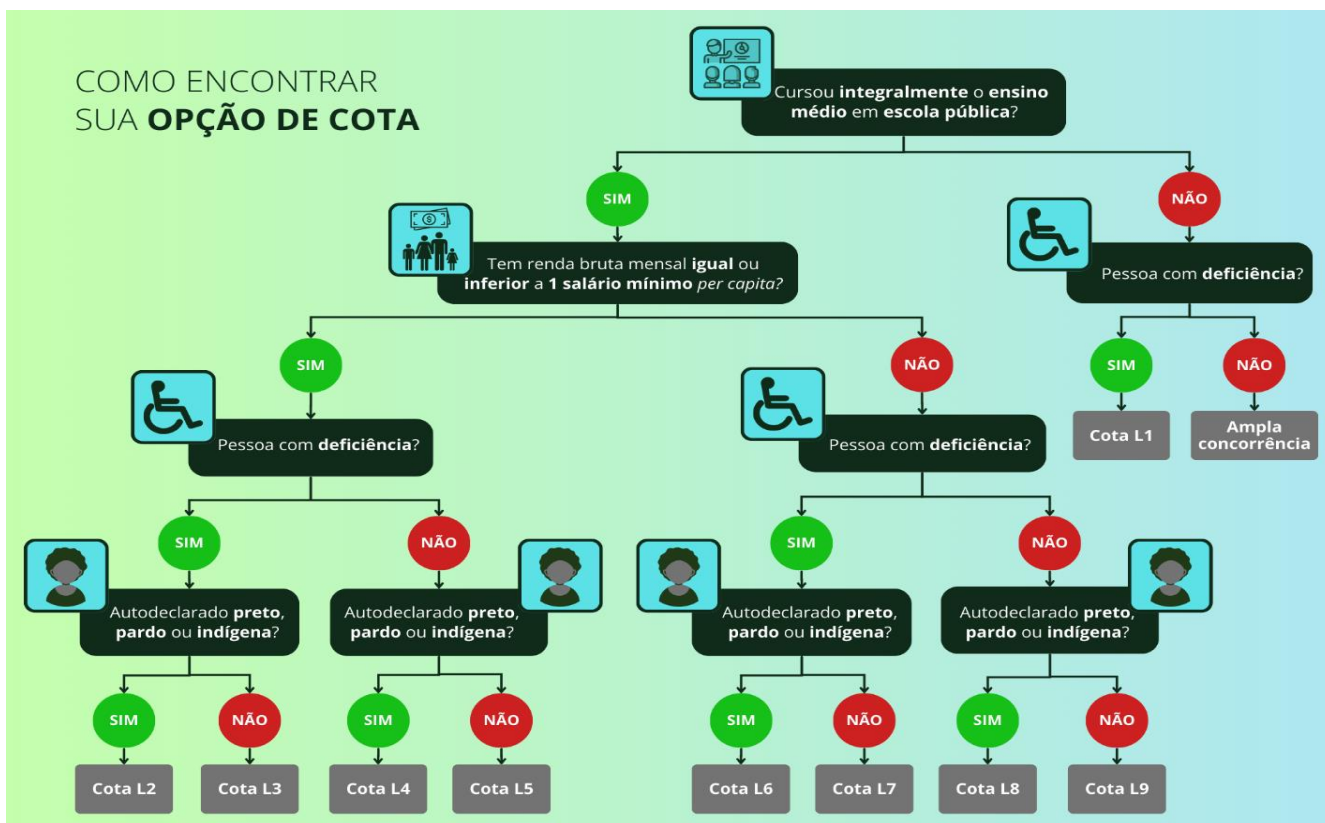 COMO ENCONTRAR
SUA OPÇÃO DE COTA
Cursou integralmente o ensino
médio em escola pública?
SIM
NÃO
Tem renda bruta mensal igual ou
inferior a 1 salário mínimo per capita?
Pessoa com deficiência?
SIM
NÃO
SIM
NÃO
Cota L1
Ampla
concorrência
Pessoa com deficiência?
Pessoa com deficiência?
SIM
NÃO
SIM
NÃO
Autodeclarado preto,
pardo ou indígena?
Autodeclarado preto,
pardo ou indígena?
Autodeclarado preto,
pardo ou indígena?
Autodeclarado preto,
pardo ou indígena?
SIM
NÃO
SIM
NÃO
SIM
NÃO
SIM
NÃO
Cota L2
Cota L3
Cota L4
Cota L5
Cota L6
Cota L7
Cota L8
Cota L9